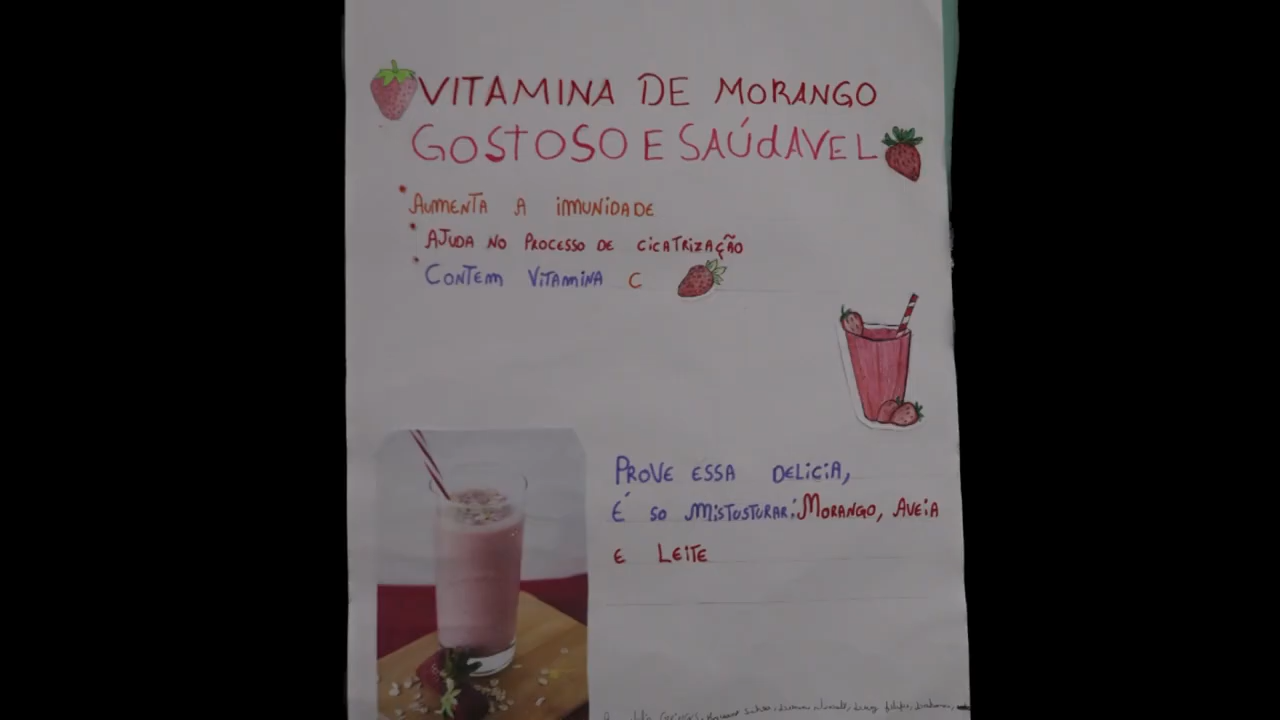 VITAMINA DE MORANGO
GOSTOSO E SAÚdAVEL
AUMENTA A IMUNIDADE
AJUDA NO PROCESSO DE CICATRIZAÇÃO
CONTEM VITAMINA C
PROVE ESSA DELICIA,
É SO MISTUSTURAR: MORANGO, AVEIA
E LEITE